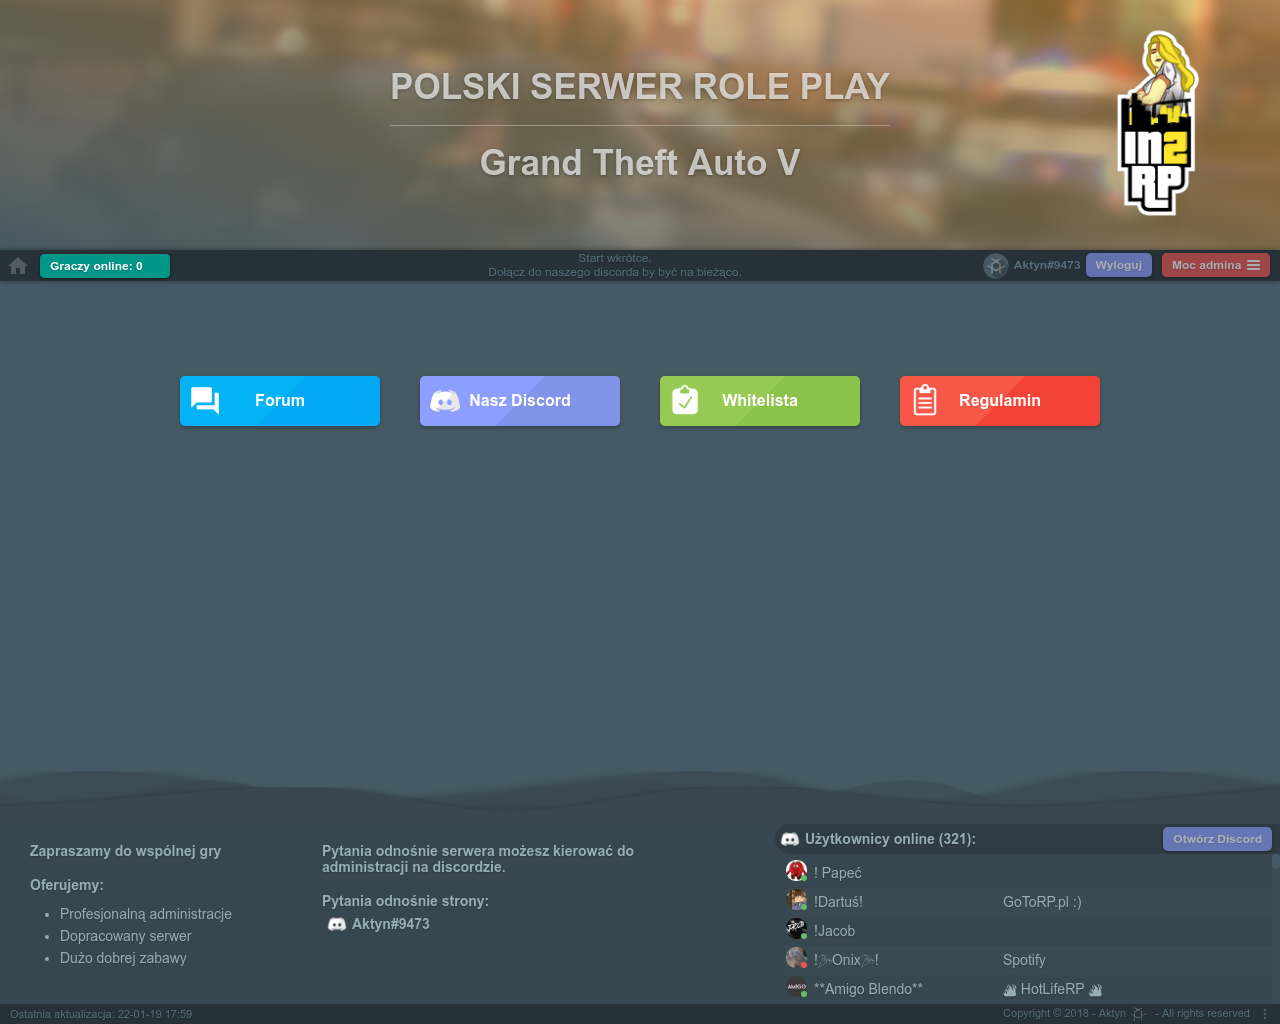 POLSKI SERWER ROLE PLAY
Grand Theft Auto V
IN2
RP
Graczy online: 0
Start wkrótce.
Dołącz do naszego discorda by być na bieżąco.
Aktyn#9473
Wyloguj
Moc admina
Forum
Nasz Discord
Whitelista
Regulamin
Zapraszamy do wspólnej gry
Oferujemy:
• Profesjonalną administracje
• Dopracowany serwer
• Dużo dobrej zabawy
Pytania odnośnie serwera możesz kierować do
administracji na discordzie.
Pytania odnośnie strony:
Aktyn#9473
Użytkownicy online (321):
Otwórz Discord
! Papeć
!Dartuś! GoToRP.pl :)
!Jacob
!Onix! Spotify
**Amigo Blendo** HotLifeRP
Ostatnia aktualizacja: 22-01-19 17:59
Copyright © 2018 - Aktyn - All rights reserved